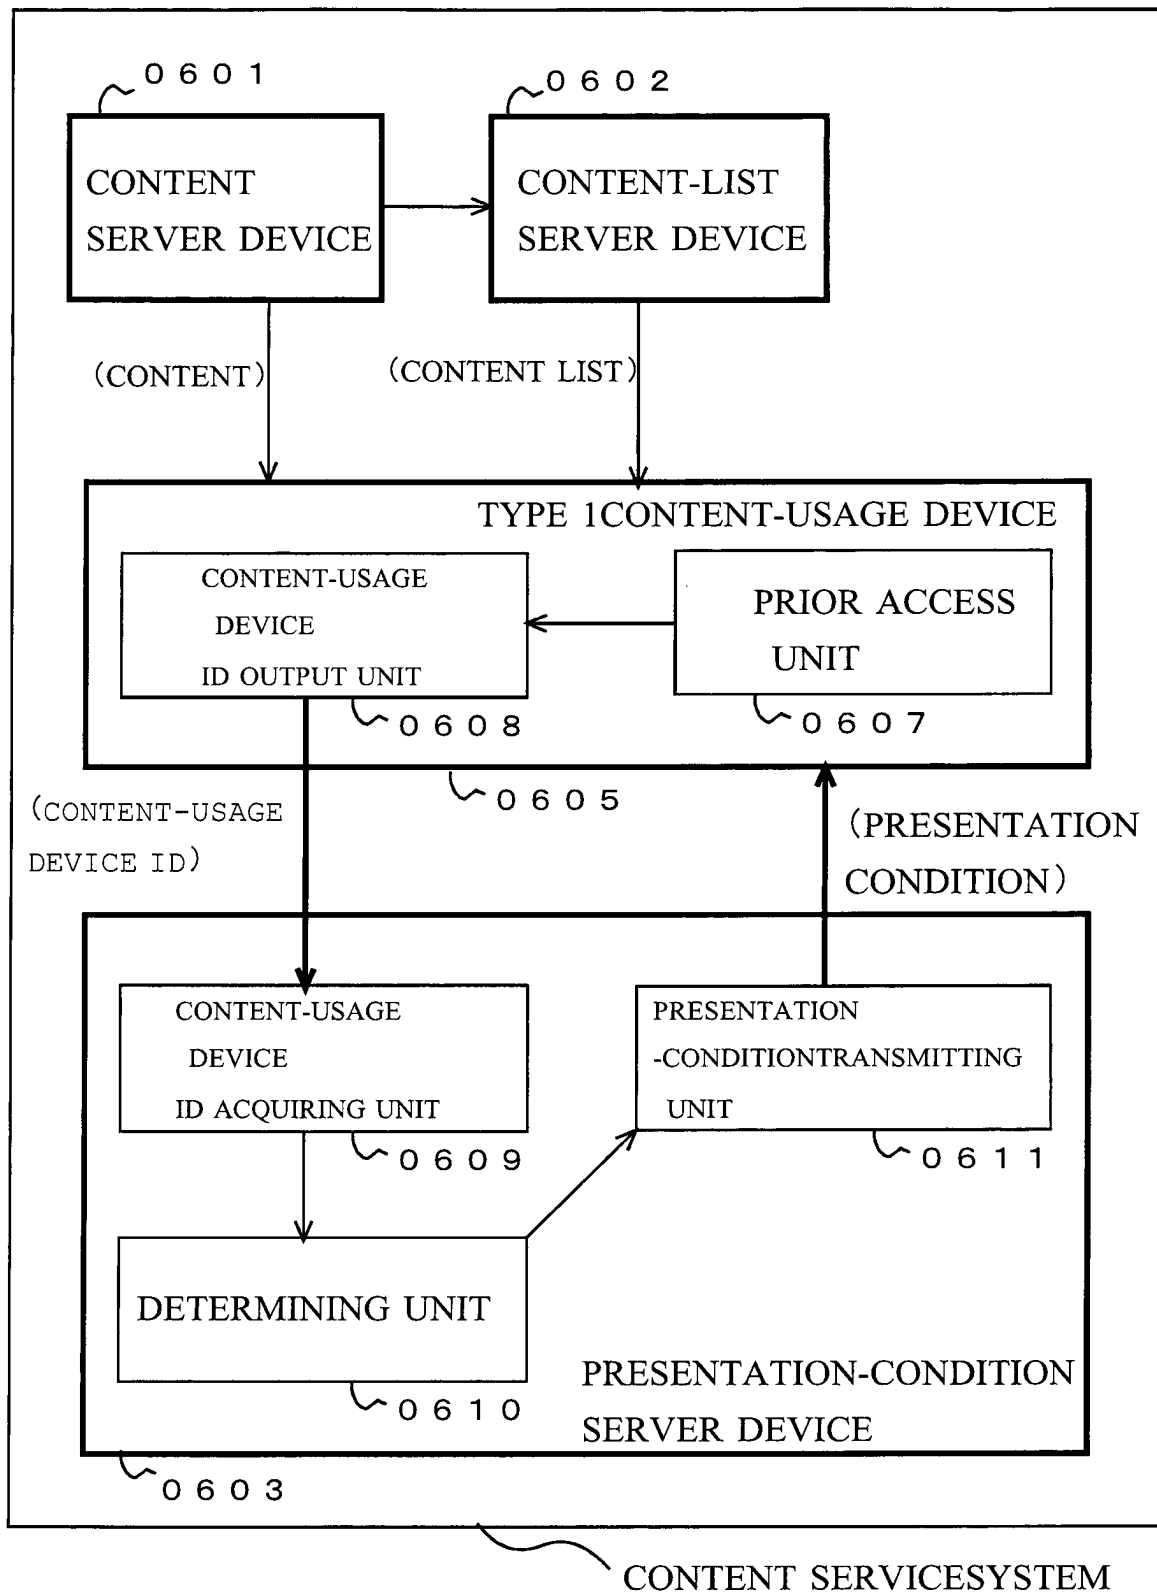 0601
0602
CONTENT
SERVER DEVICE
CONTENT-LIST
SERVER DEVICE
(CONTENT)
(CONTENT LIST)
TYPE 1CONTENT-USAGE DEVICE
CONTENT-USAGE
DEVICE
ID OUTPUT UNIT
PRIOR ACCESS
UNIT
0608
0607
0605
(CONTENT-USAGE
DEVICE ID)
(PRESENTATION
CONDITION)
CONTENT-USAGE
DEVICE
ID ACQUIRING UNIT
PRESENTATION
-CONDITIONTRANSMITTING
UNIT
0609
0611
DETERMINING UNIT
0610
PRESENTATION-CONDITION
SERVER DEVICE
0603
CONTENT SERVICESYSTEM